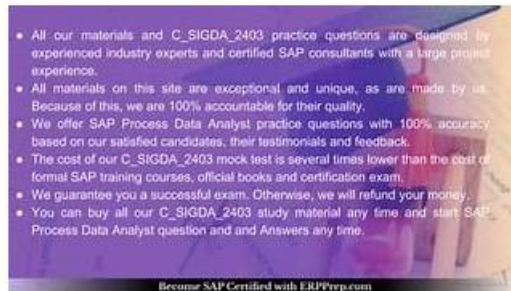 ● All our materials and C_SIGDA_2403 practice questions are designed by
experienced industry experts and certified SAP consultants with a large project
experience.
● All materials on this site are exceptional and unique, as are made by us.
Because of this, we are 100% accountable for their quality.
● We offer SAP Process Data Analyst practice questions with 100% accuracy
based on our satisfied candidates, their testimonials and feedback.
● The cost of our C_SIGDA_2403 mock test is several times lower than the cost of
formal SAP training courses, official books and certification exam.
● We guarantee you a successful exam. Otherwise, we will refund your money.
● You can buy all our C_SIGDA_2403 study material any time and start SAP
Process Data Analyst question and and Answers any time.
Become SAP Certified with ERPPrep.com